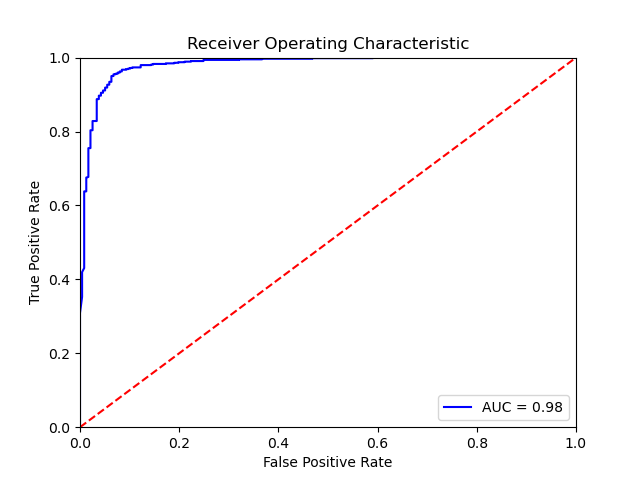 Receiver Operating Characteristic
True Positive Rate
1.0
0.8
0.6
0.4
0.2
0.0
AUC = 0.98
0.0 0.2 0.4 0.6 0.8 1.0
False Positive Rate